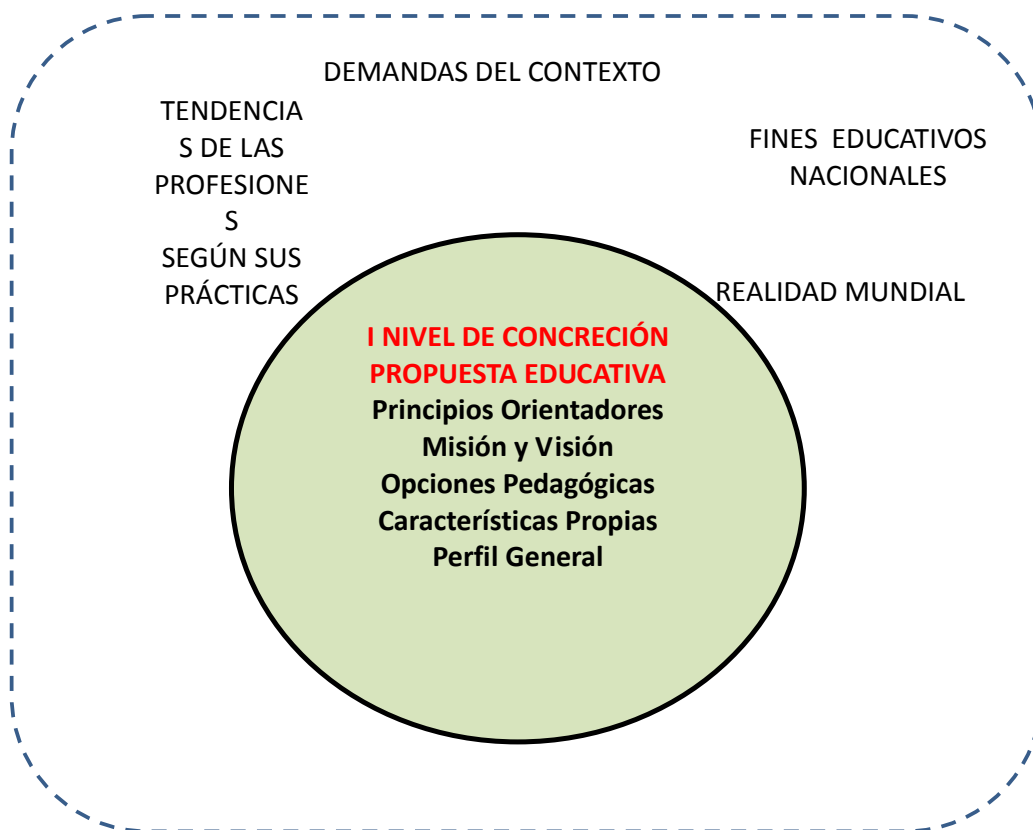 DEMANDAS DEL CONTEXTO
TENDENCIA
S DE LAS
PROFESIONE
S
SEGÚN SUS
PRÁCTICAS
FINES EDUCATIVOS
NACIONALES
REALIDAD MUNDIAL
I NIVEL DE CONCRECIÓN
PROPUESTA EDUCATIVA
Principios Orientadores
Misión y Visión
Opciones Pedagógicas
Características Propias
Perfil General